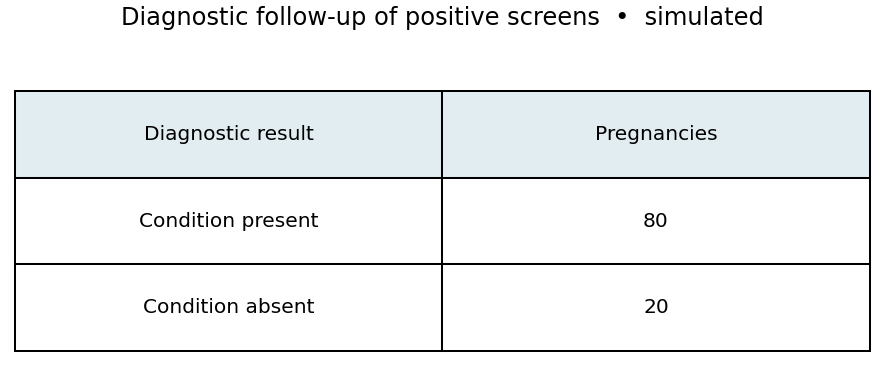 Diagnostic follow-up of positive screens • simulated
Diagnostic result Pregnancies
Condition present 80
Condition absent 20